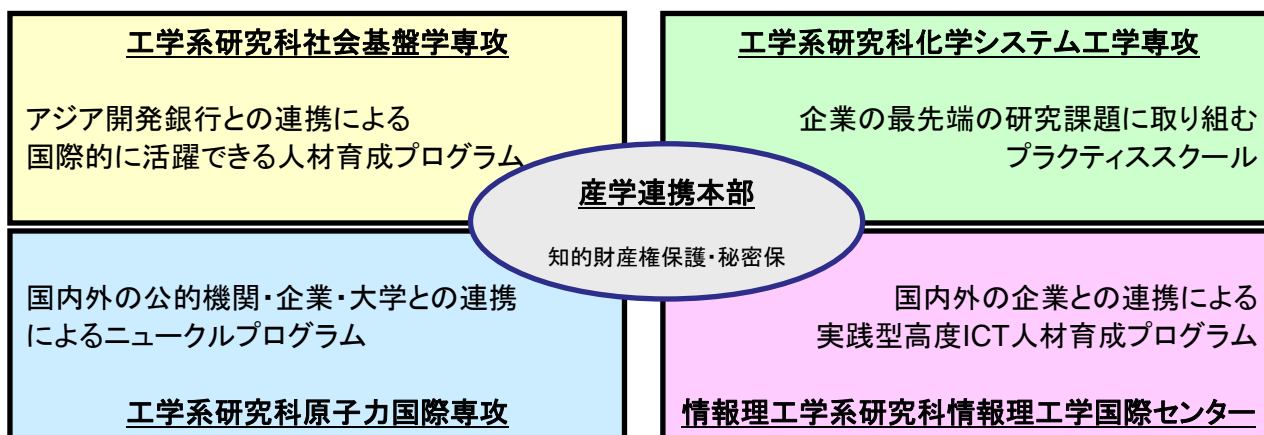 工学系研究科社会基盤学専攻
アジア開発銀行との連携による
国際的に活躍できる人材育成プログラム
工学系研究科化学システム工学専攻
企業の最先端の研究課題に取り組む
プラクティススクール
産学連携本部
知的財産権保護・秘密保
国内外の公的機関・企業・大学との連携
によるニュークルプログラム
工学系研究科原子力国際専攻
国内外の企業との連携による
実践型高度ICT人材育成プログラム
情報理工学系研究科情報理工学国際センター